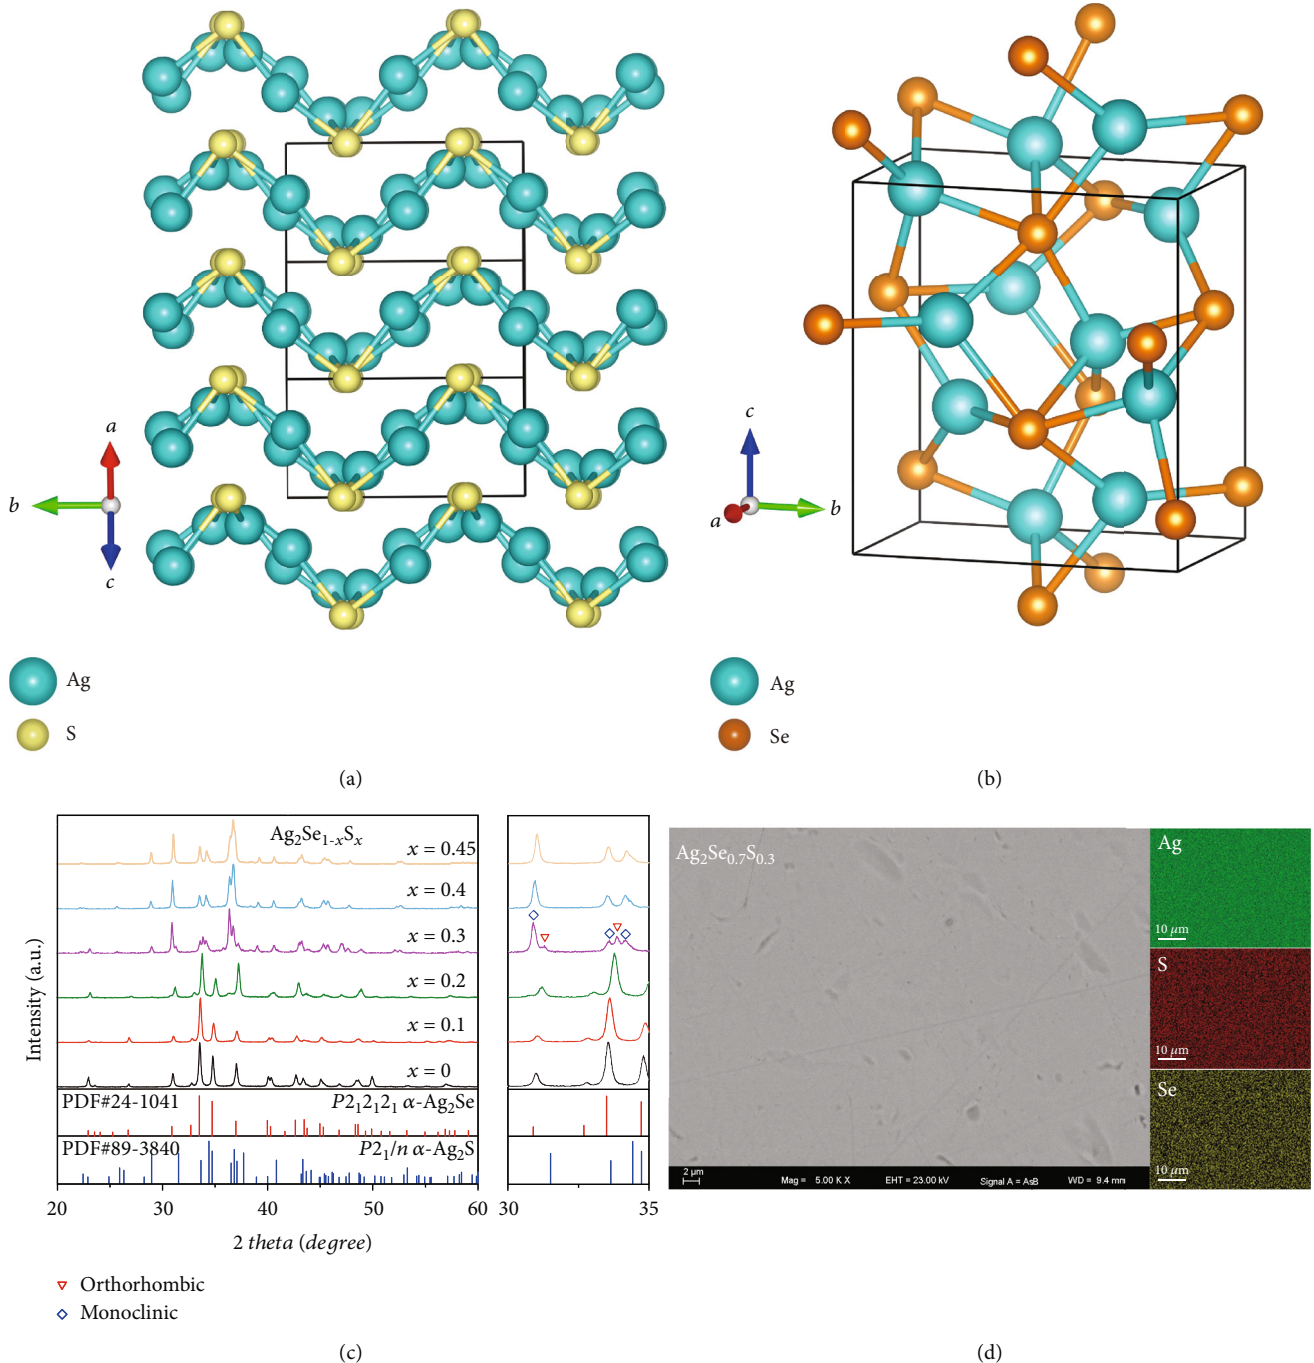 a
b
c
Ag
S
(a)
c
a
b
Ag
Se
(b)
Ag₂Se₁₋ₓSₓ
x = 0.45
x = 0.4
x = 0.3
x = 0.2
x = 0.1
x = 0
PDF#24-1041 P2₁2₁2₁ α-Ag₂Se
PDF#89-3840 P2₁/n α-Ag₂S
Intensity (a.u.)
20 30 40 50 60
30 35
2 theta (degree)
Orthorhombic
Monoclinic
(c)
Ag₂Se₀.₇S₀.₃
2 μm
Mag = 5.00 K X EHT = 23.00 kV Signal A = AsB WD = 9.4 mm
Ag
10 μm
S
10 μm
Se
10 μm
(d)